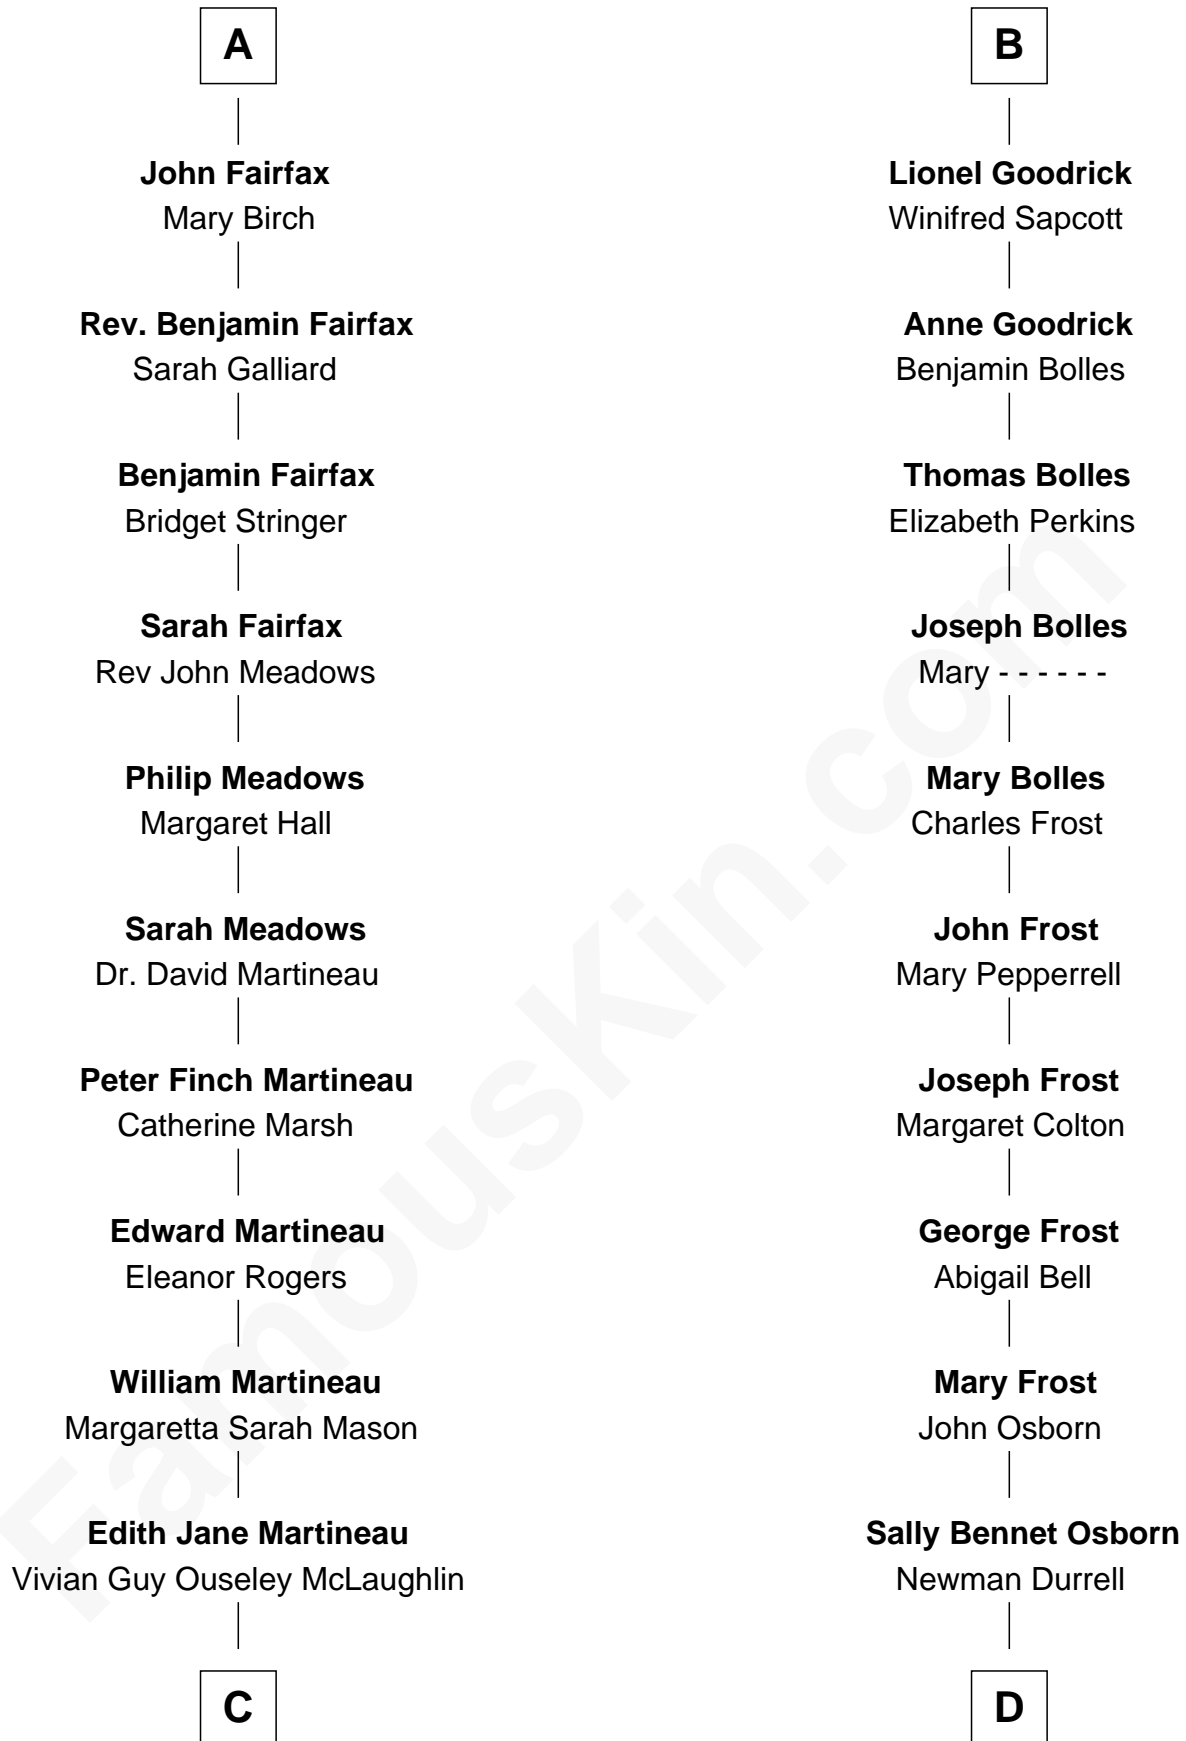 A
John Fairfax
Mary Birch
Rev. Benjamin Fairfax
Sarah Galliard
Benjamin Fairfax
Bridget Stringer
Sarah Fairfax
Rev John Meadows
Philip Meadows
Margaret Hall
Sarah Meadows
Dr. David Martineau
Peter Finch Martineau
Catherine Marsh
Edward Martineau
Eleanor Rogers
William Martineau
Margaretta Sarah Mason
Edith Jane Martineau
Vivian Guy Ouseley McLaughlin
C
B
Lionel Goodrick
Winifred Sapcott
Anne Goodrick
Benjamin Bolles
Thomas Bolles
Elizabeth Perkins
Joseph Bolles
Mary - - - - - -
Mary Bolles
Charles Frost
John Frost
Mary Pepperrell
Joseph Frost
Margaret Colton
George Frost
Abigail Bell
Mary Frost
John Osborn
Sally Bennet Osborn
Newman Durrell
D
FamousKin.com